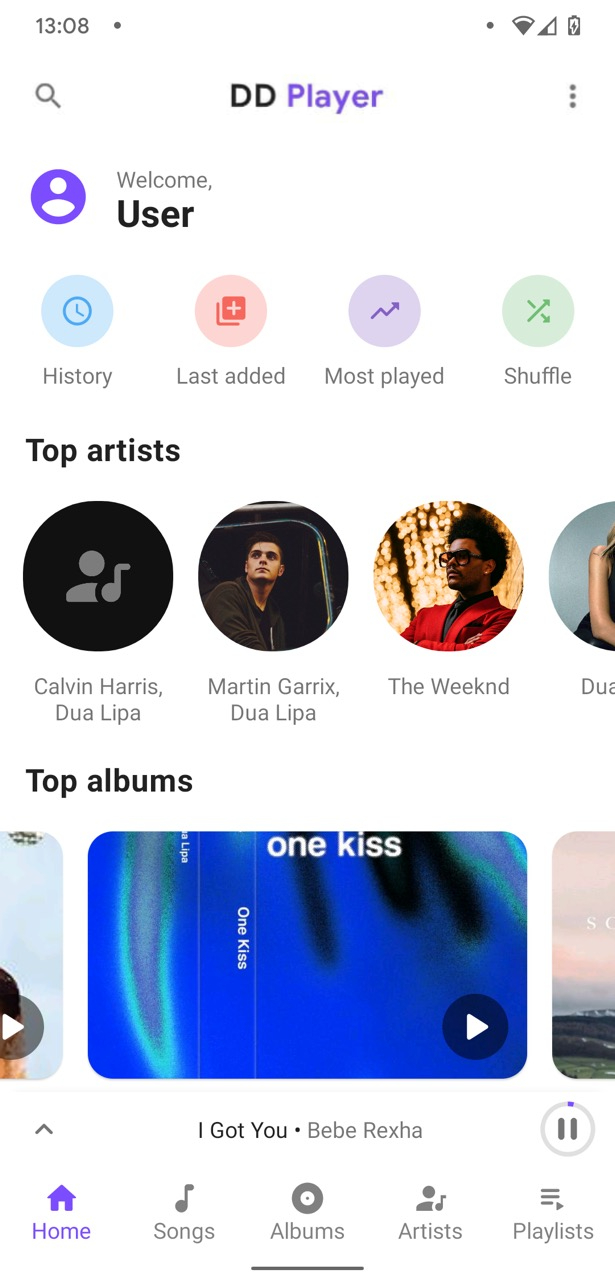 13:08
DD Player
Welcome,
User
History
Last added
Most played
Shuffle
Top artists
Calvin Harris,
Dua Lipa
Martin Garrix,
Dua Lipa
The Weeknd
Dua
Top albums
a Lipa
one kiss
One Kiss
S C
I Got You • Bebe Rexha
Home
Songs
Albums
Artists
Playlists